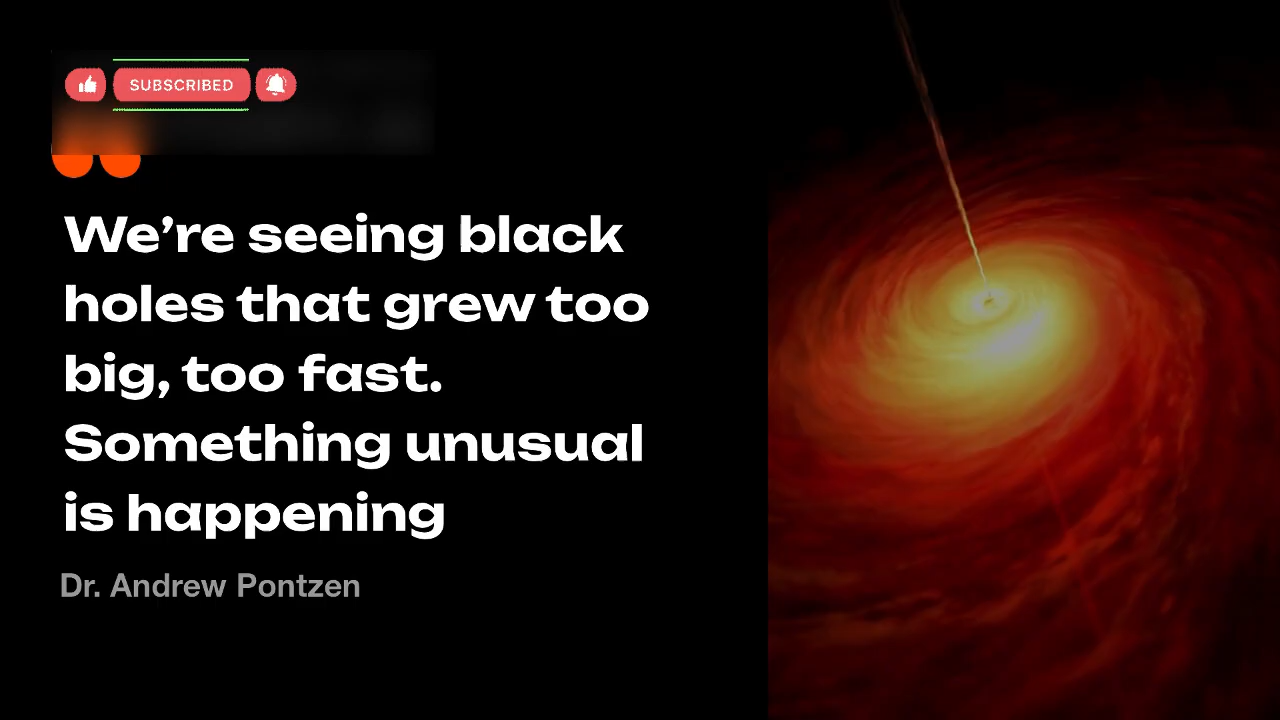 SUBSCRIBED
We’re seeing black
holes that grew too
big, too fast.
Something unusual
is happening
Dr. Andrew Pontzen